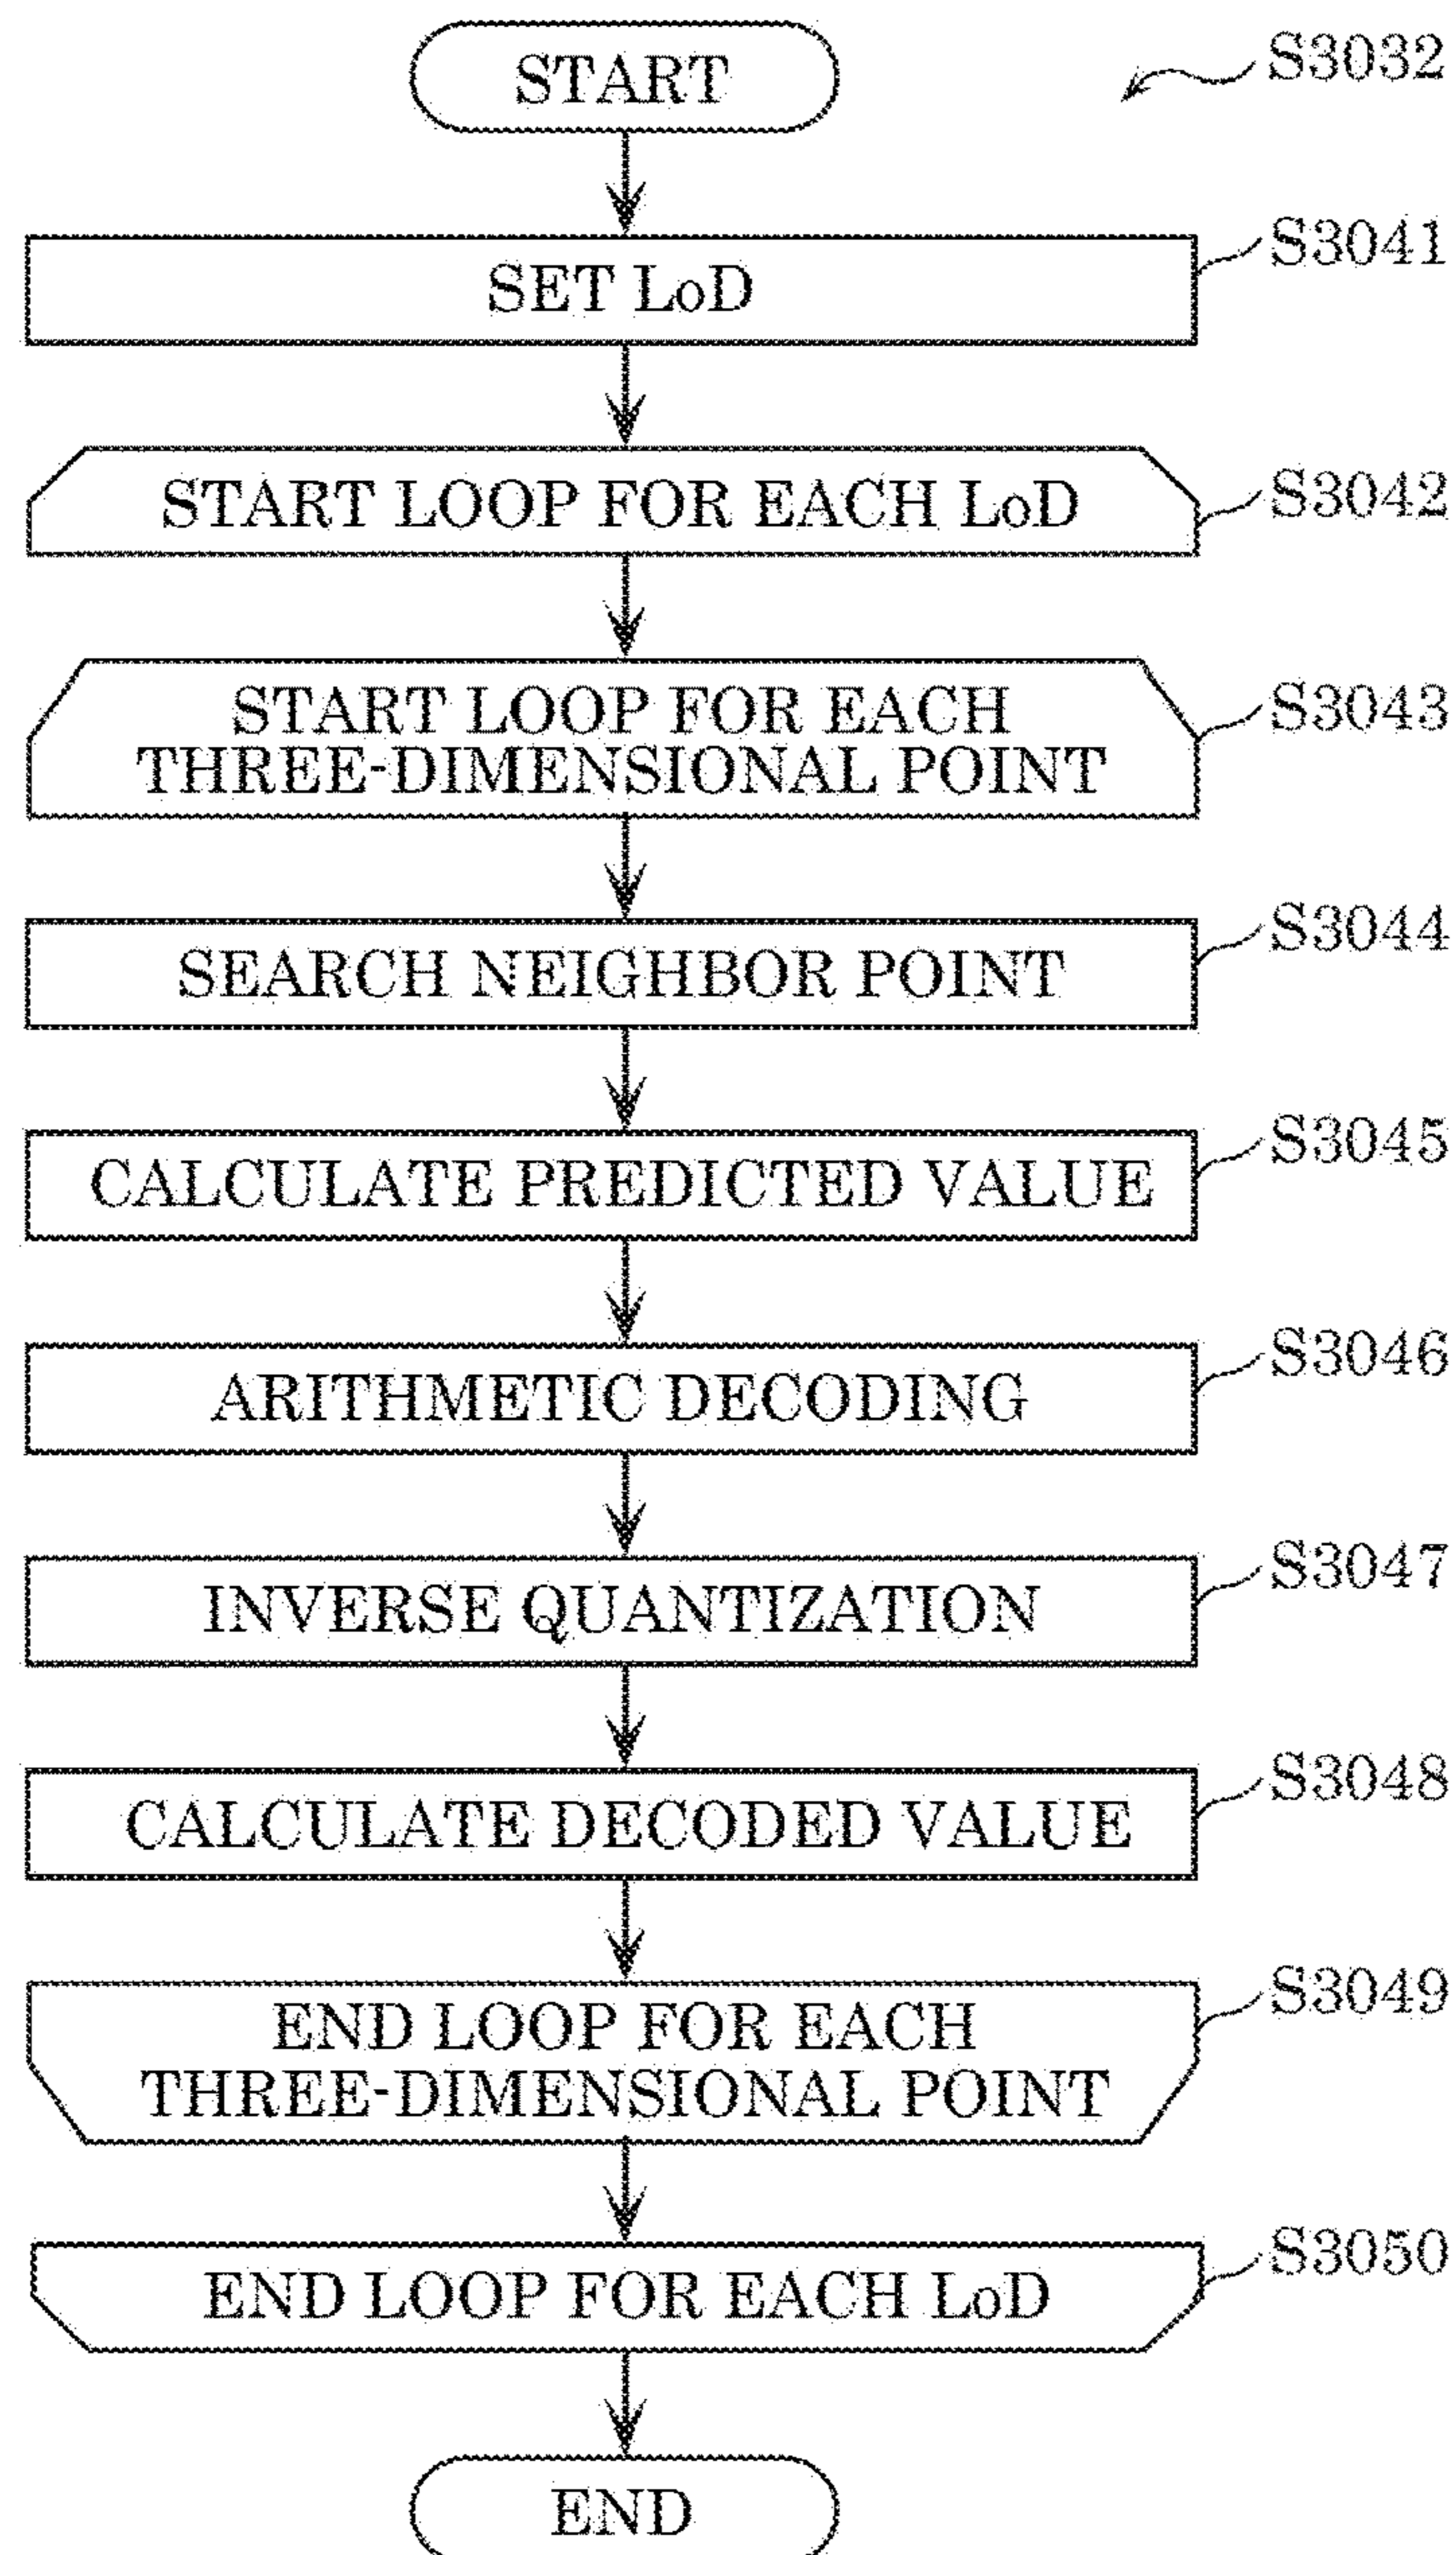 START
S3032
SET LoD
S3041
START LOOP FOR EACH LoD
S3042
START LOOP FOR EACH
THREE-DIMENSIONAL POINT
S3043
SEARCH NEIGHBOR POINT
S3044
CALCULATE PREDICTED VALUE
S3045
ARITHMETIC DECODING
S3046
INVERSE QUANTIZATION
S3047
CALCULATE DECODED VALUE
S3048
END LOOP FOR EACH
THREE-DIMENSIONAL POINT
S3049
END LOOP FOR EACH LoD
S3050
END